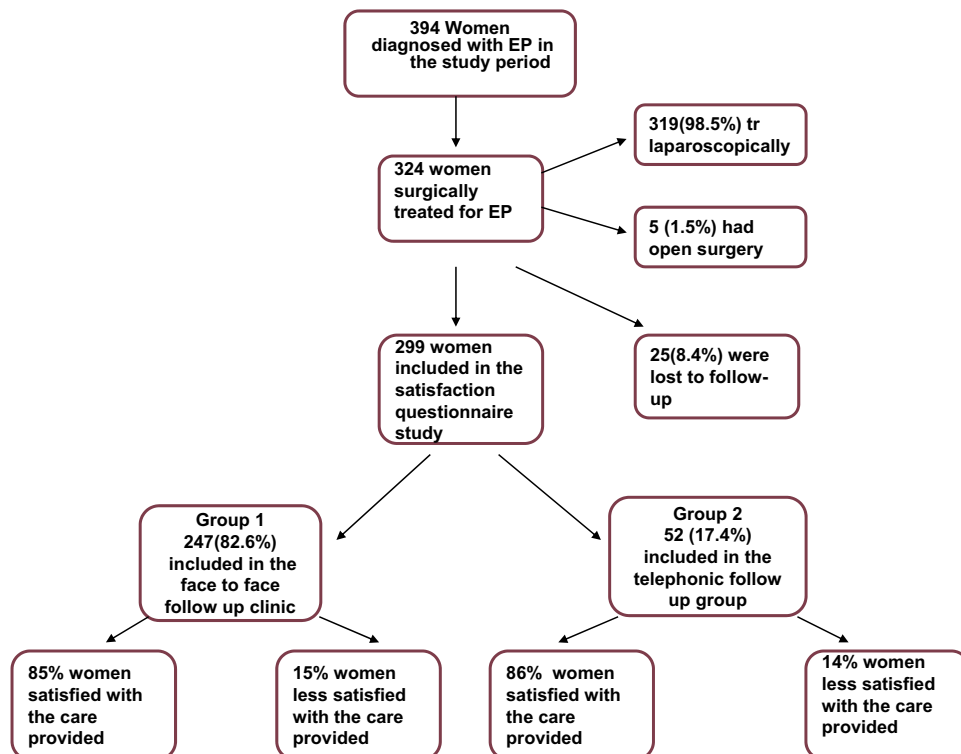 394 Women
diagnosed with EP in
the study period
319(98.5%) tr
laparoscopically
324 women
surgically
treated for EP
5 (1.5%) had
open surgery
299 women
included in the
satisfaction
questionnaire
study
25(8.4%) were
lost to follow-
up
Group 1
247(82.6%)
included in the
face to face
follow up clinic
Group 2
52 (17.4%)
included in the
telephonic follow
up group
85% women
satisfied with
the care
provided
15% women
less satisfied
with the care
provided
86% women
satisfied with
the care
provided
14% women
less satisfied
with the care
provided